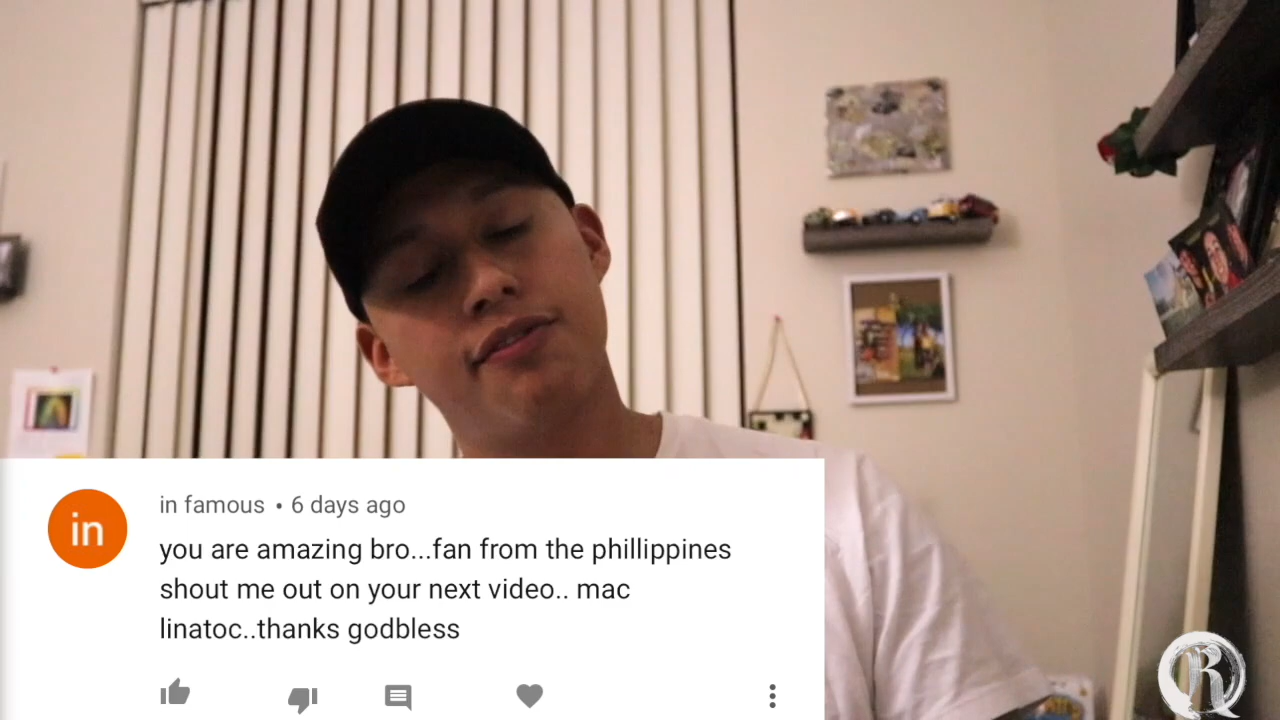 in famous • 6 days ago
in
you are amazing bro...fan from the phillippines
shout me out on your next video.. mac
linatoc..thanks godbless
R